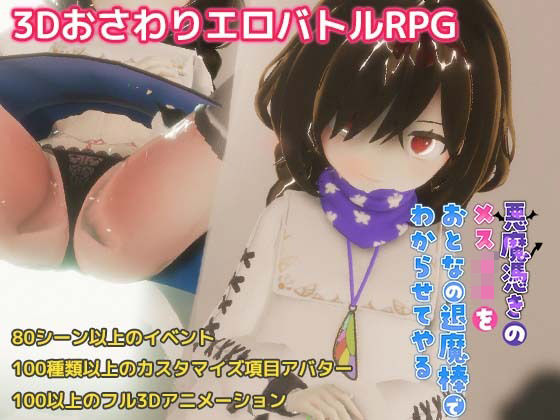 3DおさわりエロバトルRPG
悪魔憑きの
メス を
おとなの退魔棒で
わからせてやる
80シーン以上のイベント
100種類以上のカスタマイズ項目アバター
100以上のフル3Dアニメーション